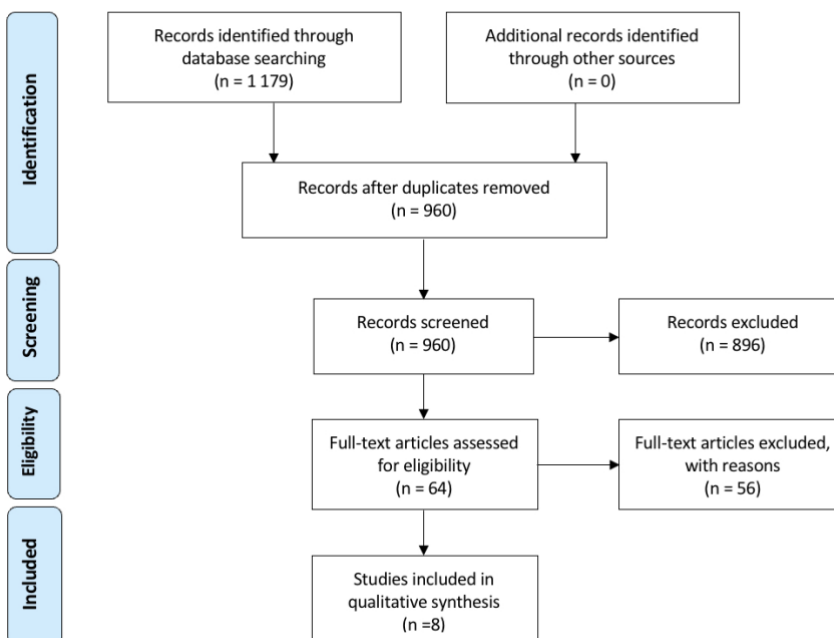 Identification
Records identified through
database searching
(n = 1 179)
Additional records identified
through other sources
(n = 0)
Records after duplicates removed
(n = 960)
Screening
Records screened
(n = 960)
Records excluded
(n = 896)
Eligibility
Full-text articles assessed
for eligibility
(n = 64)
Full-text articles excluded,
with reasons
(n = 56)
Included
Studies included in
qualitative synthesis
(n =8)